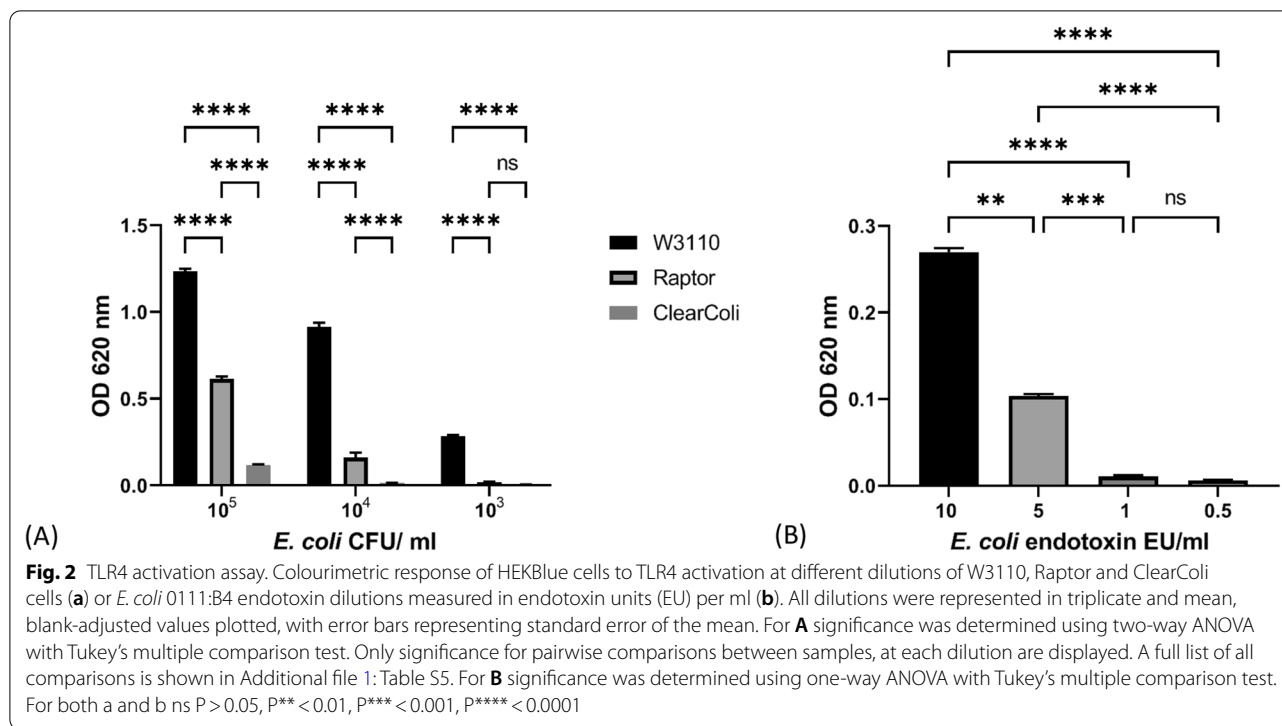 **** **** ****
**** **** ns
**** **** **** ****
1.5
1.0
0.5
0.0
OD 620 nm
10⁵ 10⁴ 10³
E. coli CFU/ ml
(A)
W3110
Raptor
ClearColi
****
****
****
** *** ns
0.3
0.2
0.1
0.0
OD 620 nm
10 5 1 0.5
E. coli endotoxin EU/ml
(B)
Fig. 2 TLR4 activation assay. Colourimetric response of HEKBlue cells to TLR4 activation at different dilutions of W3110, Raptor and ClearColi
cells (a) or E. coli 0111:B4 endotoxin dilutions measured in endotoxin units (EU) per ml (b). All dilutions were represented in triplicate and mean,
blank-adjusted values plotted, with error bars representing standard error of the mean. For A significance was determined using two-way ANOVA
with Tukey's multiple comparison test. Only significance for pairwise comparisons between samples, at each dilution are displayed. A full list of all
comparisons is shown in Additional file 1: Table S5. For B significance was determined using one-way ANOVA with Tukey's multiple comparison test.
For both a and b ns P > 0.05, P** < 0.01, P*** < 0.001, P**** < 0.0001